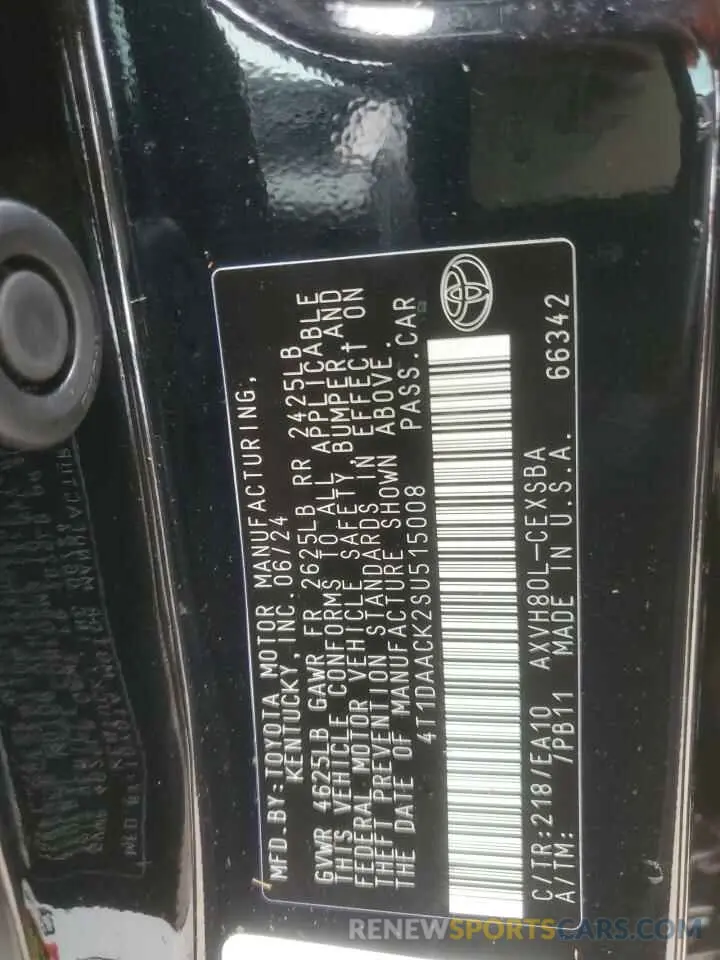 MFD.BY:TOYOTA MOTOR MANUFACTURING,
KENTUCKY, INC. 06/24
GVWR 4625LB GAWR FR 2625LB RR 2425LB
THIS VEHICLE CONFORMS TO ALL APPLICABLE
FEDERAL MOTOR VEHICLE SAFETY, BUMPER, AND
THEFT PREVENTION STANDARDS IN EFFECT ON
THE DATE OF MANUFACTURE SHOWN ABOVE.
4T1DAACK2SU515008 PASS.CAR
C/TR:218/EA10 AXVH80L-CEXSBA 66342
A/TM: /PB11 MADE IN U.S.A.
RENEWSPORTSCARS.COM